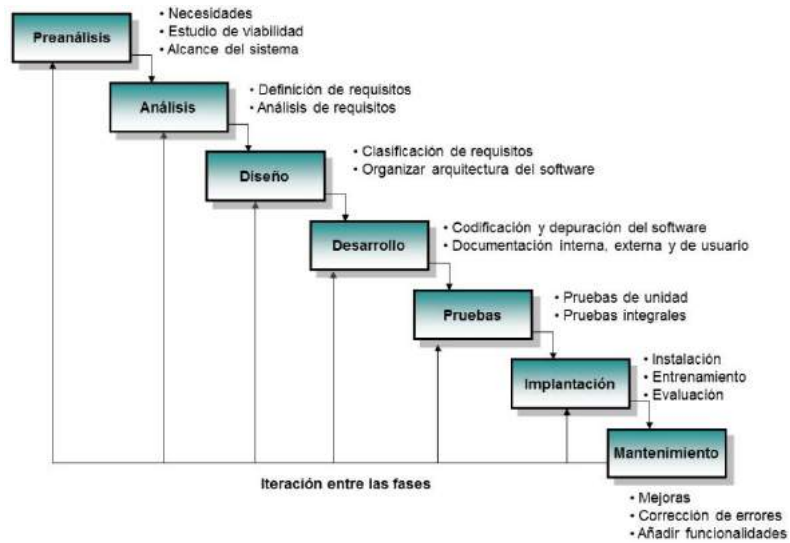 Preanálisis
• Necesidades
• Estudio de viabilidad
• Alcance del sistema
Análisis
• Definición de requisitos
• Análisis de requisitos
Diseño
• Clasificación de requisitos
• Organizar arquitectura del software
Desarrollo
• Codificación y depuración del software
• Documentación interna, externa y de usuario
Pruebas
• Pruebas de unidad
• Pruebas integrales
Implantación
• Instalación
• Entrenamiento
• Evaluación
Mantenimiento
Iteración entre las fases
• Mejoras
• Corrección de errores
• Añadir funcionalidades